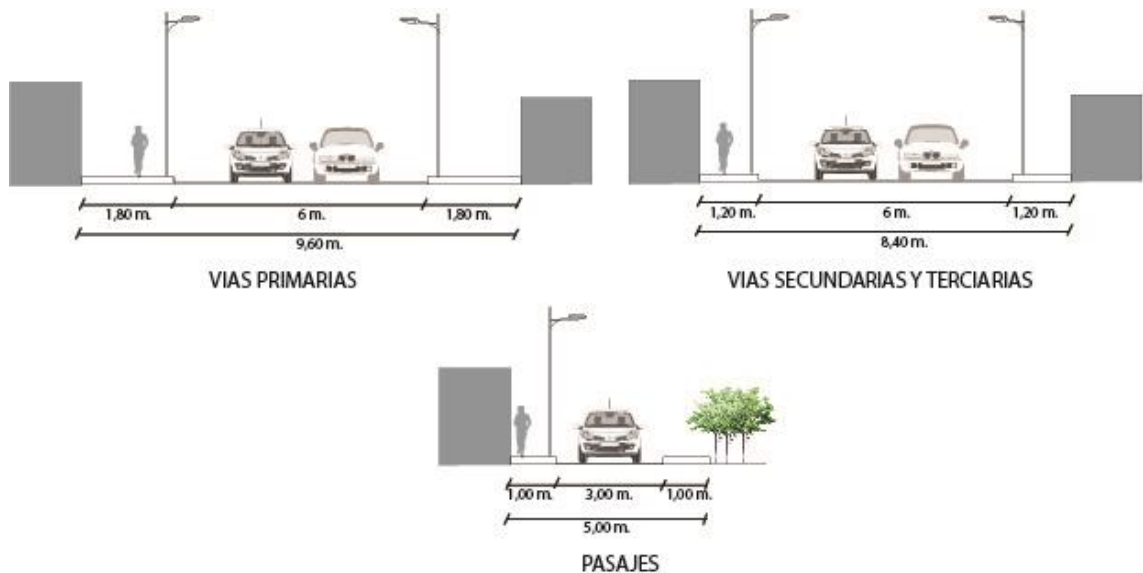 1,80 m. 6 m. 1,80 m.
9,60 m.
VIAS PRIMARIAS
1,20 m. 6 m. 1,20 m.
8,40 m.
VIAS SECUNDARIAS Y TERCIARIAS
1,00 m. 3,00 m. 1,00 m.
5,00 m.
PASAJES